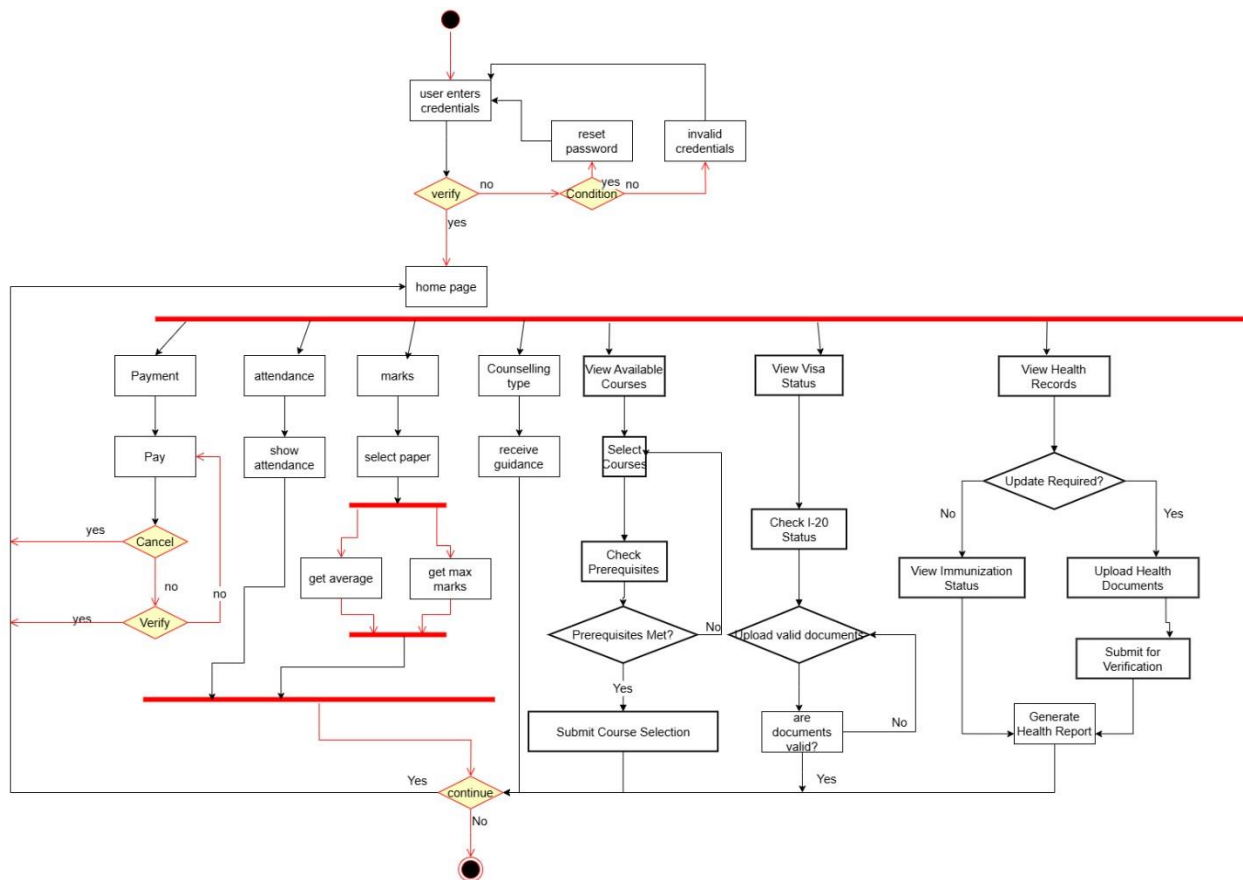 user enters
credentials
reset
password
invalid
credentials
verify
no
Condition
yes
no
yes
home page
Payment
attendance
marks
Counselling
type
View Available
Courses
View Visa
Status
View Health
Records
Pay
show
attendance
select paper
receive
guidance
Select
Courses
Update Required?
No
Yes
yes
Cancel
no
no
yes
Verify
get average
get max
marks
Check
Prerequisites
Check I-20
Status
View Immunization
Status
Upload Health
Documents
Prerequisites Met?
No
Upload valid documents
Submit for
Verification
Yes
Submit Course Selection
are
documents
valid?
No
Generate
Health Report
Yes
Yes
continue
No